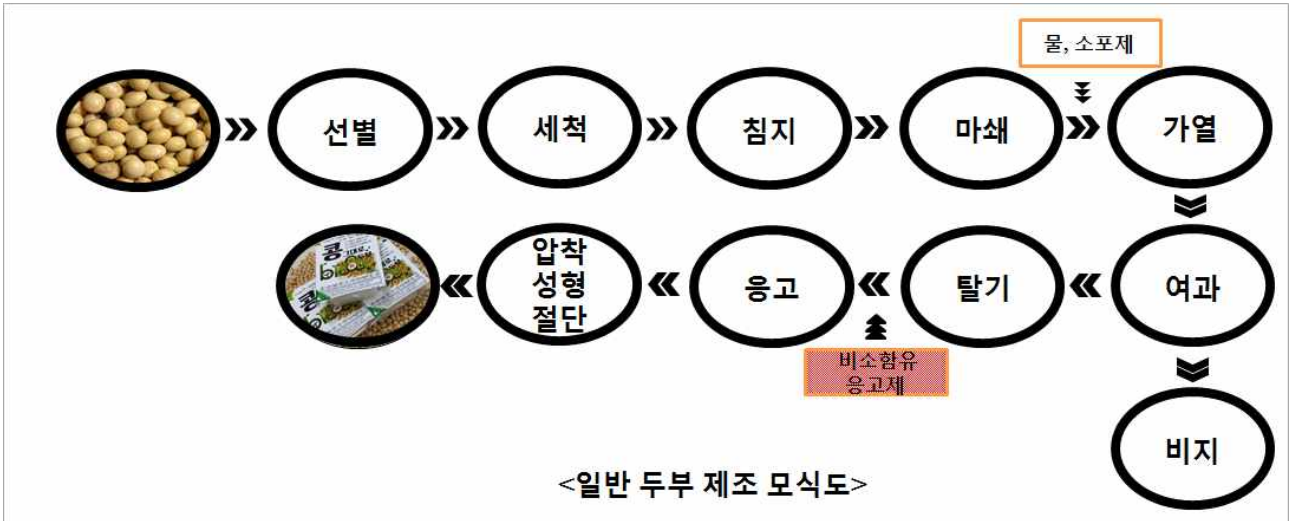 물, 소포제
선별
세척
침지
마쇄
가열
여과
탈기
비소함유
응고제
응고
압착
성형
절단
콩
콩
비지
<일반 두부 제조 모식도>